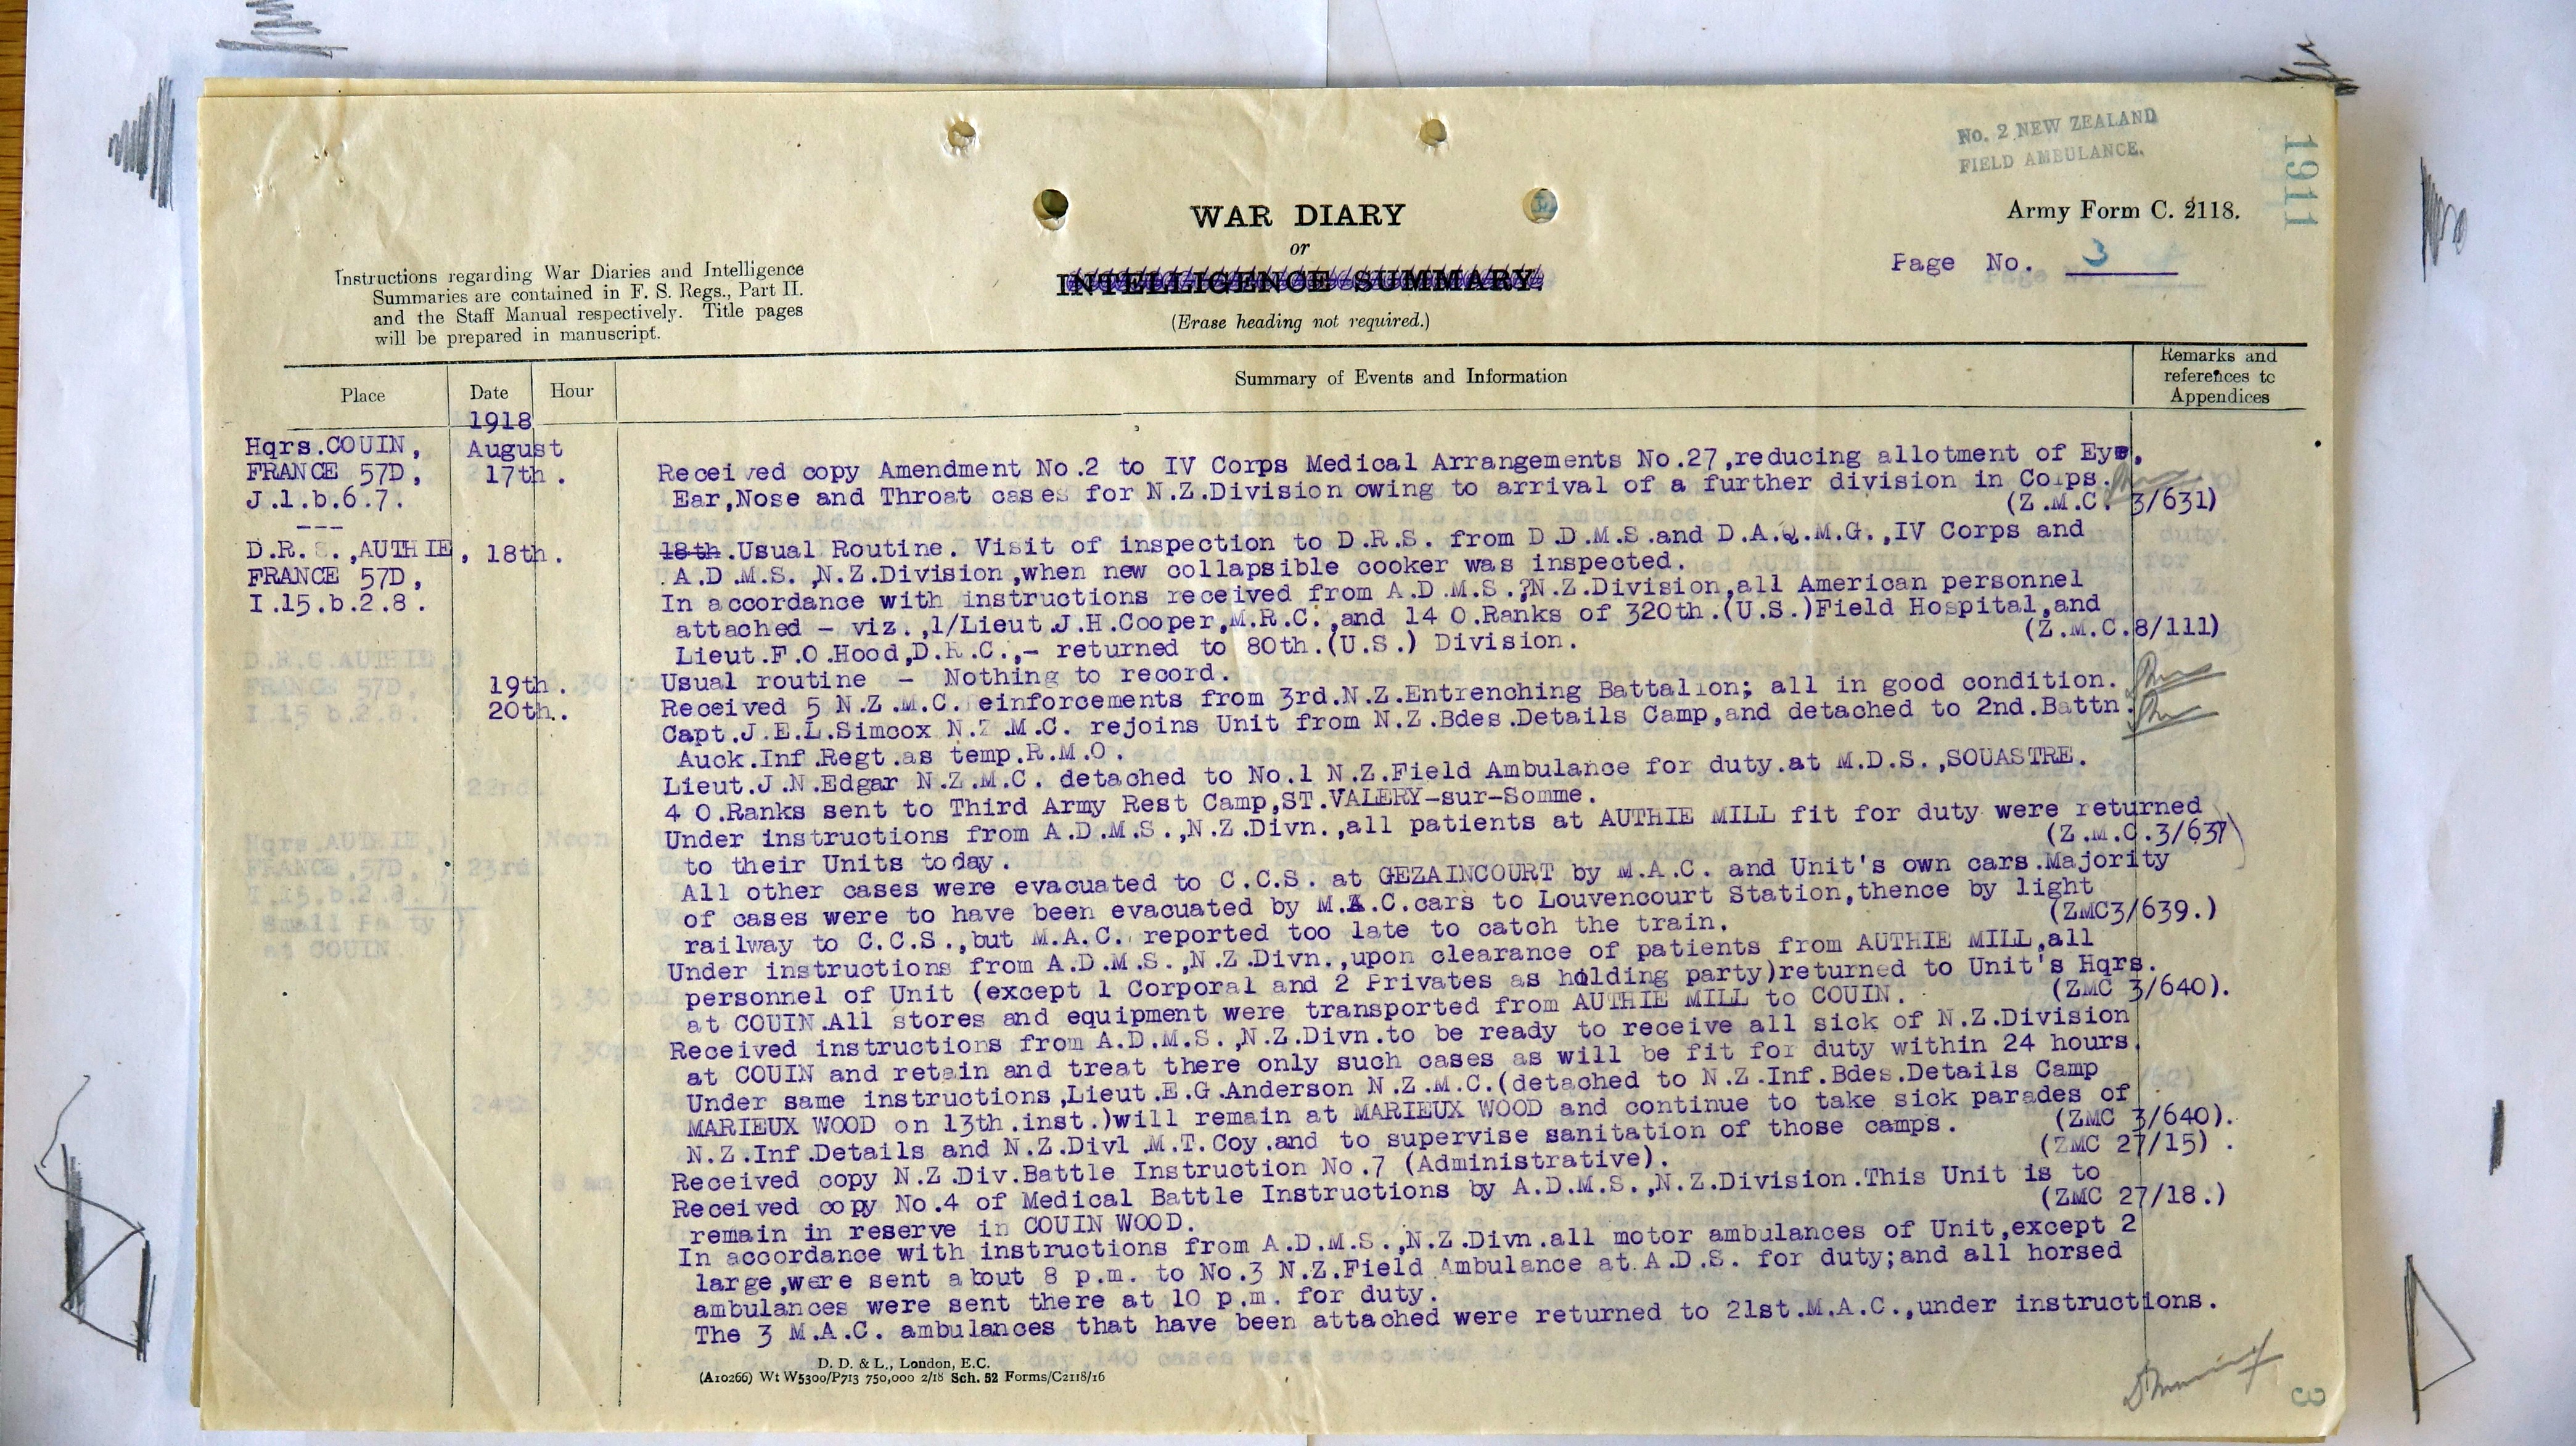 No. 2 NEW ZEALAND
FIELD AMBULANCE.
1911
WAR DIARY
or
INTELLIGENCE SUMMARY.
(Erase heading not required.)
Army Form C. 2118.
Page No. 3
Instructions regarding War Diaries and Intelligence
Summaries are contained in F. S. Regs., Part II.
and the Staff Manual respectively. Title pages
will be prepared in manuscript.
Place
Date
Hour
Summary of Events and Information
Remarks and
references to
Appendices
1918
Hqrs.COUIN, August
FRANCE 57D, 17th. Received copy Amendment No.2 to IV Corps Medical Arrangements No.27,reducing allotment of Eye,
J.1.b.6.7. Ear,Nose and Throat cases for N.Z.Division owing to arrival of a further division in Corps.
(Z.M.C. 3/631)
---
D.R.S.,AUTHIE, 18th. 18th.Usual Routine. Visit of inspection to D.R.S. from D.D.M.S.and D.A.Q.M.G.,IV Corps and
FRANCE 57D, A.D.M.S.,N.Z.Division,when new collapsible cooker was inspected.
I.15.b.2.8. In accordance with instructions received from A.D.M.S.?N.Z.Division,all American personnel
attached - viz.,1/Lieut.J.H.Cooper,M.R.C.,and 14 O.Ranks of 320th.(U.S.)Field Hospital,and
(Z.M.C.8/111)
Lieut.F.O.Hood,D.R.C.,- returned to 80th.(U.S.) Division.
19th. Usual routine - Nothing to record.
20th. Received 5 N.Z.M.C. einforcements from 3rd.N.Z.Entrenching Battalion; all in good condition.
Capt.J.E.L.Simcox N.Z.M.C. rejoins Unit from N.Z.Bdes.Details Camp,and detached to 2nd.Battn.
Auck.Inf.Regt.as temp.R.M.O.
Lieut.J.N.Edgar N.Z.M.C. detached to No.1 N.Z.Field Ambulance for duty.at M.D.S.,SOUASTRE.
4 O.Ranks sent to Third Army Rest Camp,ST.VALERY-sur-Somme.
Under instructions from A.D.M.S.,N.Z.Divn.,all patients at AUTHIE MILL fit for duty were returned
(Z.M.C.3/637)
to their Units today.
All other cases were evacuated to C.C.S. at GEZAINCOURT by M.A.C. and Unit's own cars.Majority
of cases were to have been evacuated by M.A.C.cars to Louvencourt Station,thence by light
(ZMC3/639.)
railway to C.C.S.,but M.A.C. reported too late to catch the train.
Under instructions from A.D.M.S.,N.Z.Divn.,upon clearance of patients from AUTHIE MILL,all
personnel of Unit (except 1 Corporal and 2 Privates as holding party)returned to Unit's Hqrs.
(ZMC 3/640).
at COUIN.All stores and equipment were transported from AUTHIE MILL to COUIN.
Received instructions from A.D.M.S.,N.Z.Divn.to be ready to receive all sick of N.Z.Division
at COUIN and retain and treat there only such cases as will be fit for duty within 24 hours.
Under same instructions,Lieut.E.G.Anderson N.Z.M.C.(detached to N.Z.Inf.Bdes.Details Camp
MARIEUX WOOD on 13th.inst.)will remain at MARIEUX WOOD and continue to take sick parades of
(ZMC 3/640).
N.Z.Inf.Details and N.Z.Divl.M.T.Coy.and to supervise sanitation of those camps.
(ZMC 27/15) .
Received copy N.Z.Div.Battle Instruction No.7 (Administrative).
Received copy No.4 of Medical Battle Instructions by A.D.M.S.,N.Z.Division.This Unit is to
(ZMC 27/18.)
remain in reserve in COUIN WOOD.
In accordance with instructions from A.D.M.S.,N.Z.Divn.all motor ambulances of Unit,except 2
large,were sent about 8 p.m. to No.3 N.Z.Field Ambulance at A.D.S. for duty;and all horsed
ambulances were sent there at 10 p.m. for duty.
The 3 M.A.C. ambulances that have been attached were returned to 21st.M.A.C.,under instructions.
D. D. & L., London, E.C.
(A10266) Wt W5300/P713 750,000 2/18 Sch. 52 Forms/C2118/16
3